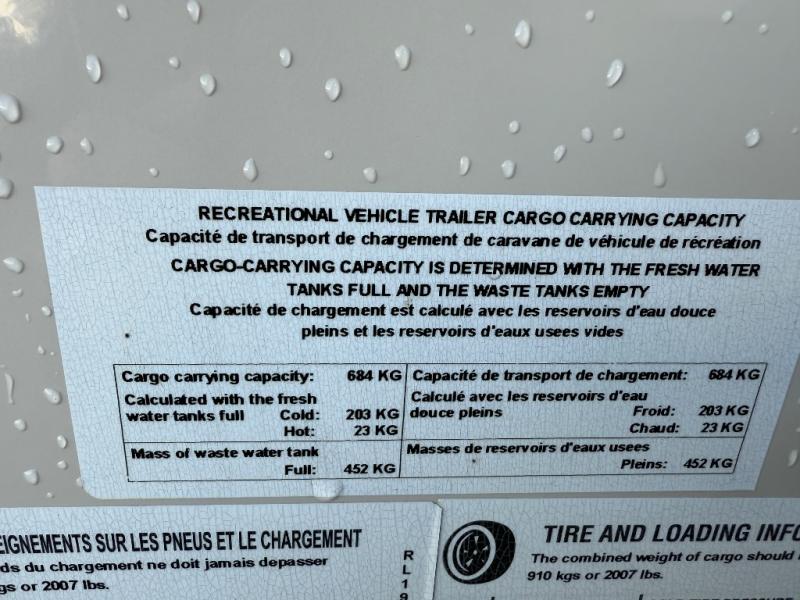 RECREATIONAL VEHICLE TRAILER CARGO CARRYING CAPACITY
Capacité de transport de chargement de caravane de véhicule de récréation
CARGO-CARRYING CAPACITY IS DETERMINED WITH THE FRESH WATER
TANKS FULL AND THE WASTE TANKS EMPTY
Capacité de chargement est calculé avec les reservoirs d'eau douce
pleins et les reservoirs d'eaux usees vides
Cargo carrying capacity: 684 KG
Calculated with the fresh
water tanks full Cold: 203 KG
Hot: 23 KG
Mass of waste water tank
Full: 452 KG
Capacité de transport de chargement: 684 KG
Calculé avec les reservoirs d'eau
douce pleins Froid: 203 KG
Chaud: 23 KG
Masses de reservoirs d'eaux usees
Pleins: 452 KG
EIGNEMENTS SUR LES PNEUS ET LE CHARGEMENT
ds du chargement ne doit jamais depasser
gs or 2007 lbs.
R
L
1
9
TIRE AND LOADING INFO
The combined weight of cargo should
910 kgs or 2007 lbs.